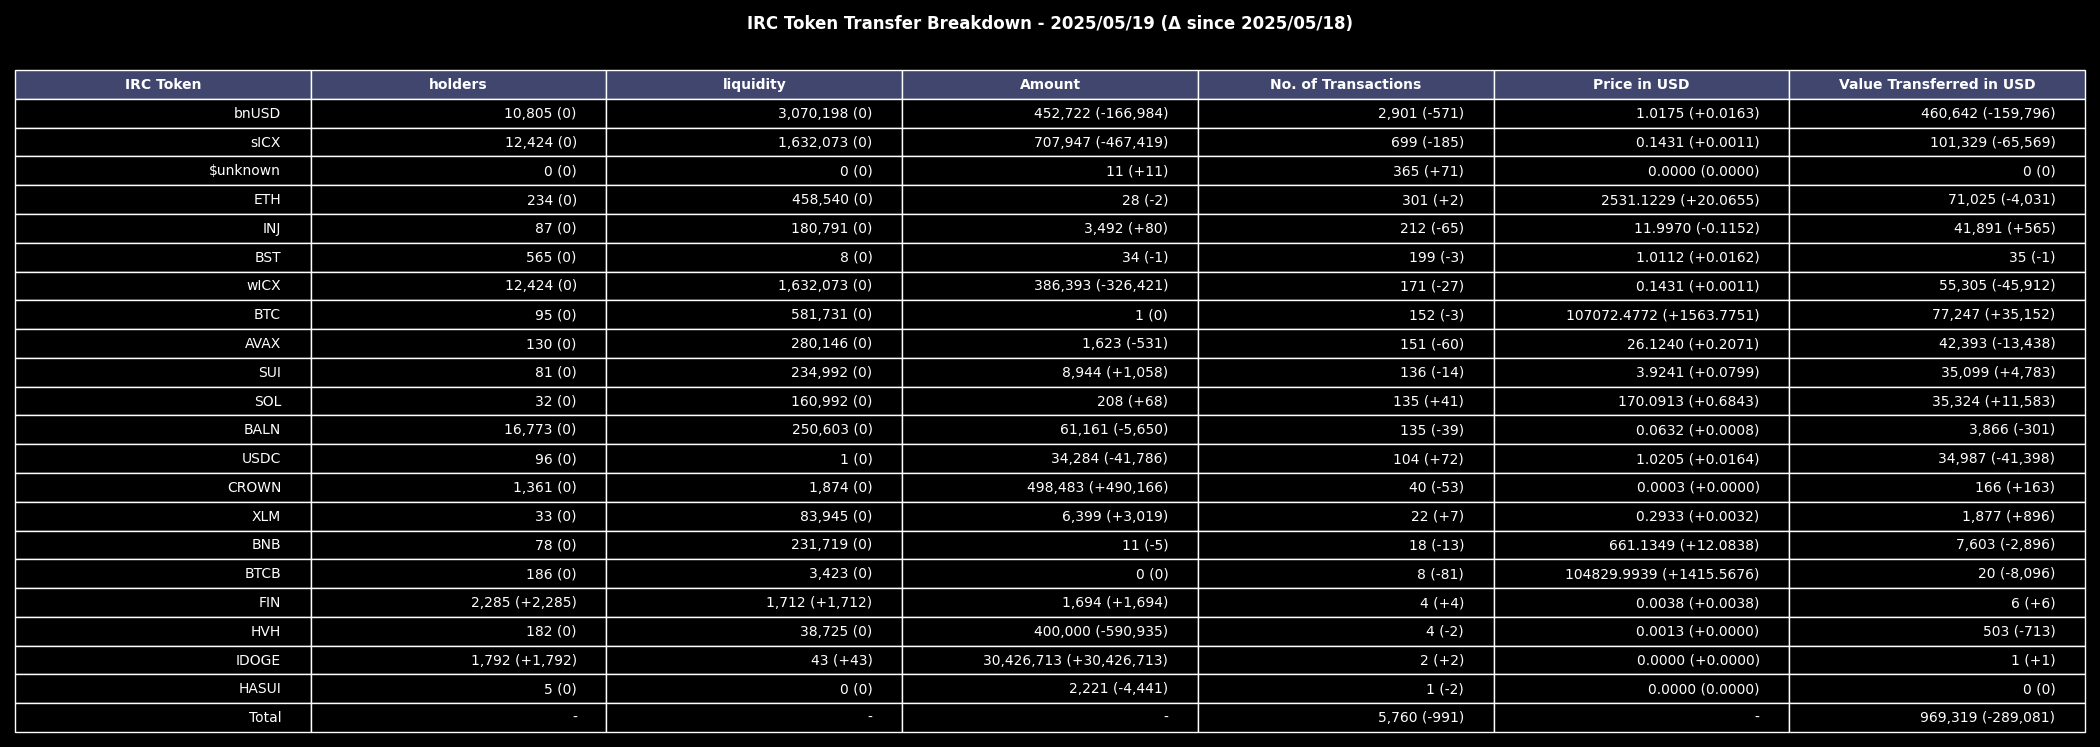 IRC Token Transfer Breakdown - 2025/05/19 (Δ since 2025/05/18)
IRC Token holders liquidity Amount No. of Transactions Price in USD Value Transferred in USD
bnUSD 10,805 (0) 3,070,198 (0) 452,722 (-166,984) 2,901 (-571) 1.0175 (+0.0163) 460,642 (-159,796)
sICX 12,424 (0) 1,632,073 (0) 707,947 (-467,419) 699 (-185) 0.1431 (+0.0011) 101,329 (-65,569)
$unknown 0 (0) 0 (0) 11 (+11) 365 (+71) 0.0000 (0.0000) 0 (0)
ETH 234 (0) 458,540 (0) 28 (-2) 301 (+2) 2531.1229 (+20.0655) 71,025 (-4,031)
INJ 87 (0) 180,791 (0) 3,492 (+80) 212 (-65) 11.9970 (-0.1152) 41,891 (+565)
BST 565 (0) 8 (0) 34 (-1) 199 (-3) 1.0112 (+0.0162) 35 (-1)
wICX 12,424 (0) 1,632,073 (0) 386,393 (-326,421) 171 (-27) 0.1431 (+0.0011) 55,305 (-45,912)
BTC 95 (0) 581,731 (0) 1 (0) 152 (-3) 107072.4772 (+1563.7751) 77,247 (+35,152)
AVAX 130 (0) 280,146 (0) 1,623 (-531) 151 (-60) 26.1240 (+0.2071) 42,393 (-13,438)
SUI 81 (0) 234,992 (0) 8,944 (+1,058) 136 (-14) 3.9241 (+0.0799) 35,099 (+4,783)
SOL 32 (0) 160,992 (0) 208 (+68) 135 (+41) 170.0913 (+0.6843) 35,324 (+11,583)
BALN 16,773 (0) 250,603 (0) 61,161 (-5,650) 135 (-39) 0.0632 (+0.0008) 3,866 (-301)
USDC 96 (0) 1 (0) 34,284 (-41,786) 104 (+72) 1.0205 (+0.0164) 34,987 (-41,398)
CROWN 1,361 (0) 1,874 (0) 498,483 (+490,166) 40 (-53) 0.0003 (+0.0000) 166 (+163)
XLM 33 (0) 83,945 (0) 6,399 (+3,019) 22 (+7) 0.2933 (+0.0032) 1,877 (+896)
BNB 78 (0) 231,719 (0) 11 (-5) 18 (-13) 661.1349 (+12.0838) 7,603 (-2,896)
BTCB 186 (0) 3,423 (0) 0 (0) 8 (-81) 104829.9939 (+1415.5676) 20 (-8,096)
FIN 2,285 (+2,285) 1,712 (+1,712) 1,694 (+1,694) 4 (+4) 0.0038 (+0.0038) 6 (+6)
HVH 182 (0) 38,725 (0) 400,000 (-590,935) 4 (-2) 0.0013 (+0.0000) 503 (-713)
IDOGE 1,792 (+1,792) 43 (+43) 30,426,713 (+30,426,713) 2 (+2) 0.0000 (+0.0000) 1 (+1)
HASUI 5 (0) 0 (0) 2,221 (-4,441) 1 (-2) 0.0000 (0.0000) 0 (0)
Total - - - 5,760 (-991) - 969,319 (-289,081)